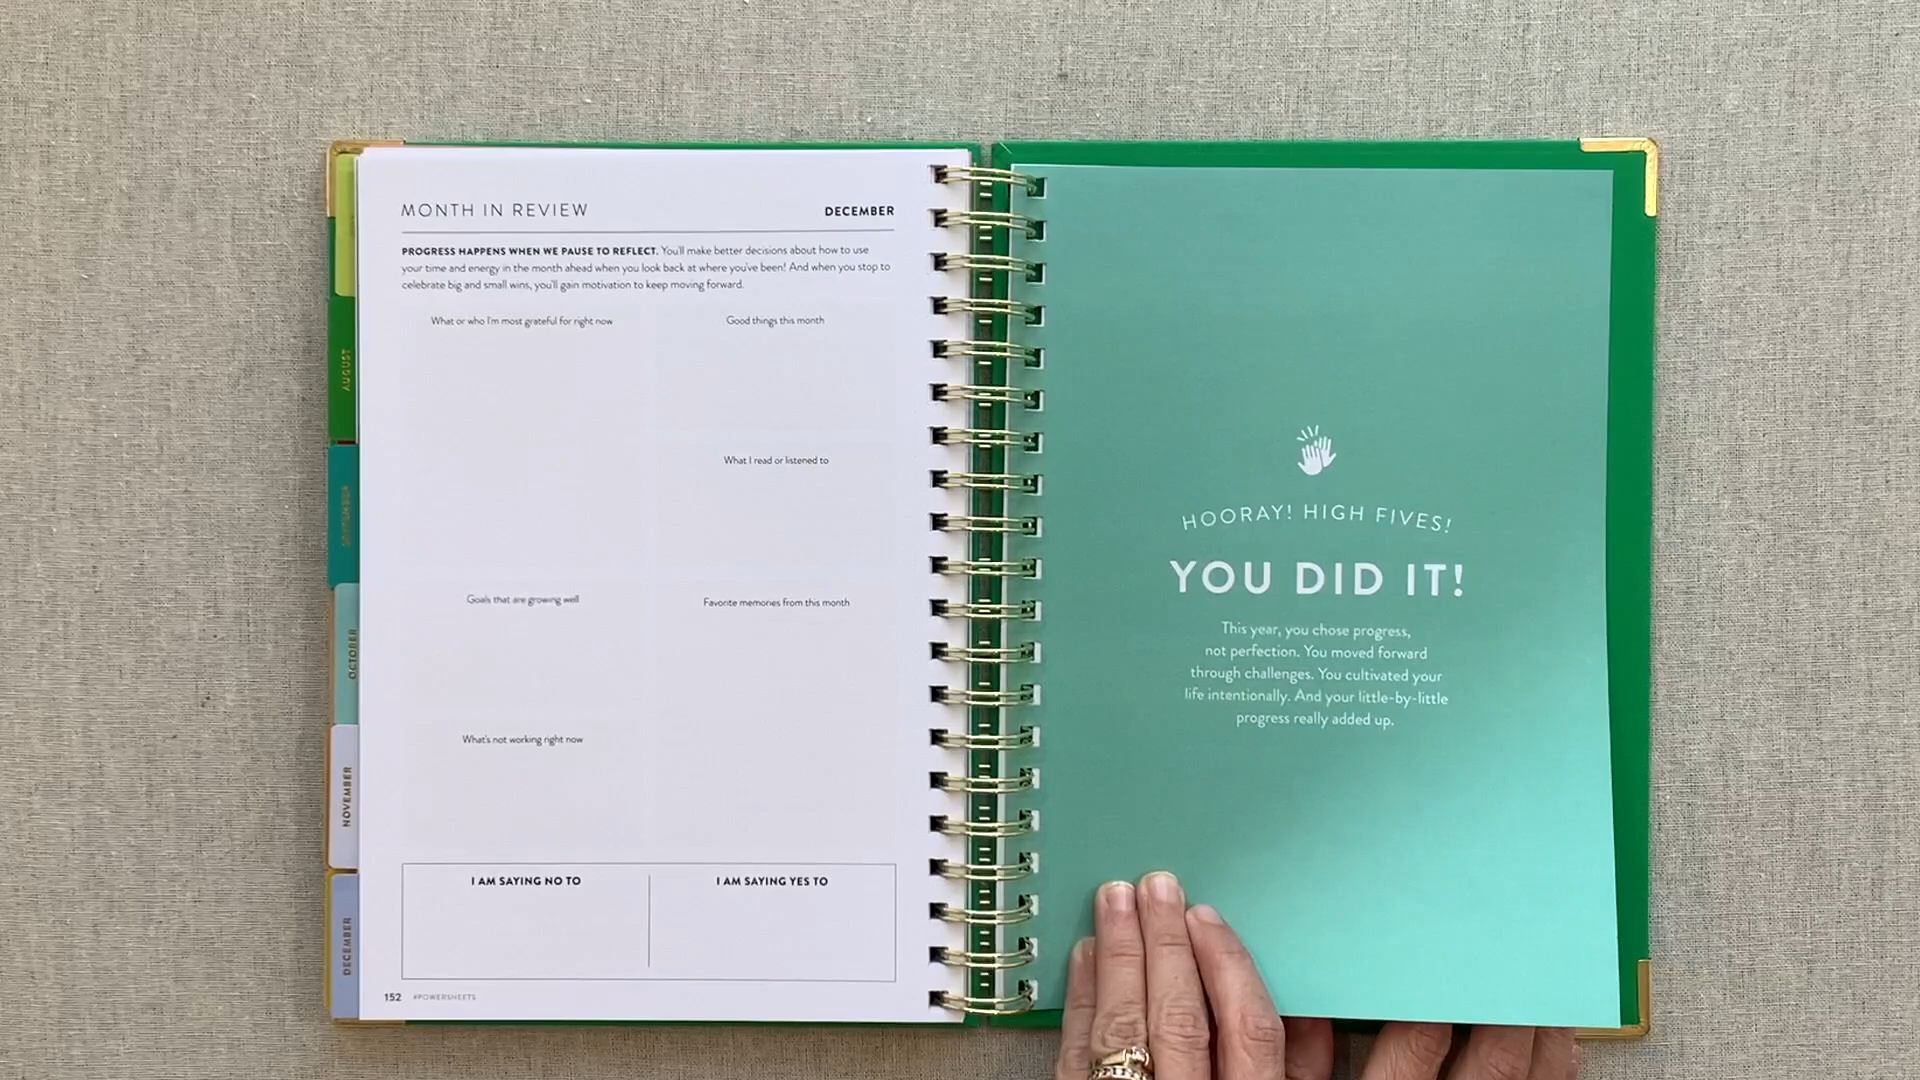 MONTH IN REVIEW
DECEMBER
PROGRESS HAPPENS WHEN WE PAUSE TO REFLECT. You'll make better decisions about how to use
your time and energy in the month ahead when you look back at where you've been! And when you stop to
celebrate big and small wins, you'll gain motivation to keep moving forward.
What or who I'm most grateful for right now
Good things this month
What I read or listened to
Goals that are growing well
Favorite memories from this month
What's not working right now
I AM SAYING NO TO
I AM SAYING YES TO
152 #POWERSHEETS
AUGUST
SEPTEMBER
OCTOBER
NOVEMBER
DECEMBER
HOORAY! HIGH FIVES!
YOU DID IT!
This year, you chose progress,
not perfection. You moved forward
through challenges. You cultivated your
life intentionally. And your little-by-little
progress really added up.